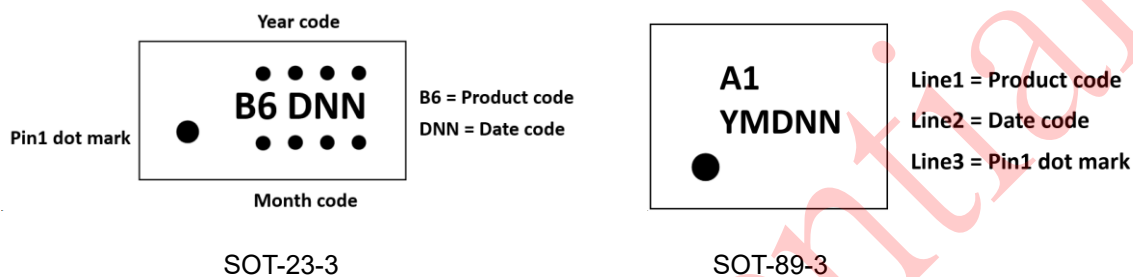 Year code
B6 DNN
B6 = Product code
DNN = Date code
Pin1 dot mark
Month code
SOT-23-3
A1
YMDNN
Line1 = Product code
Line2 = Date code
Line3 = Pin1 dot mark
SOT-89-3